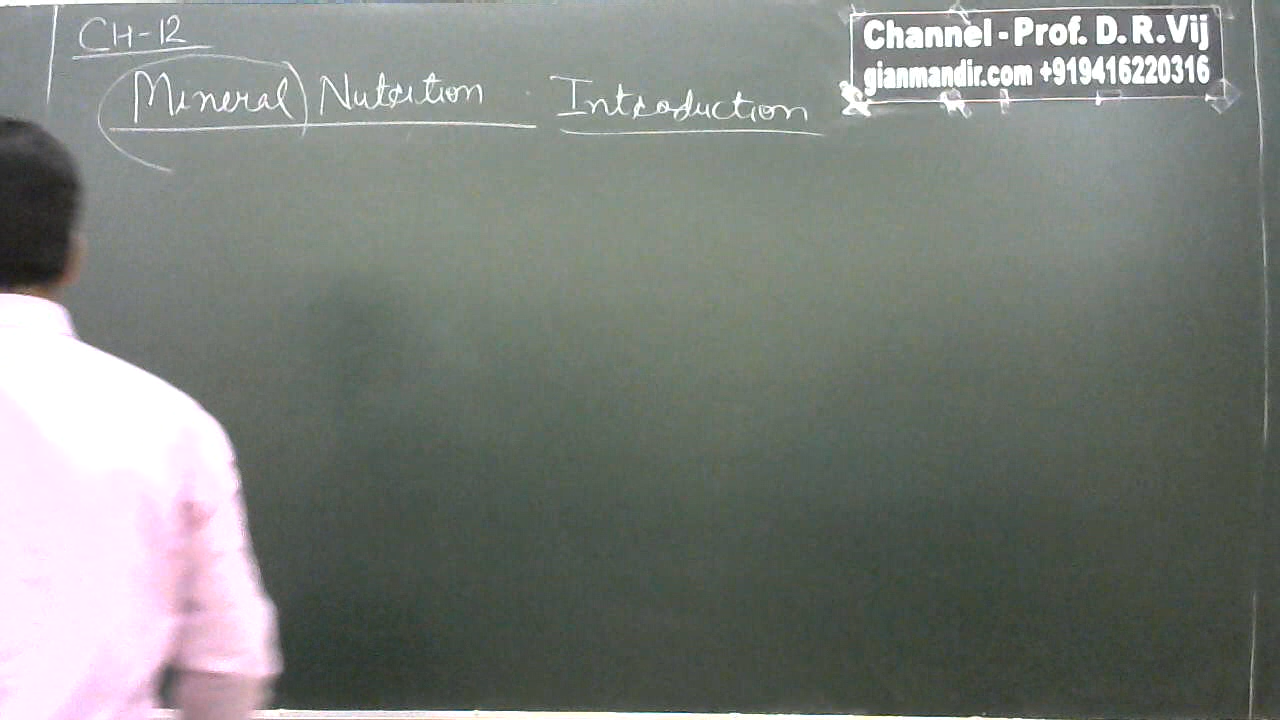 CH-12
Mineral Nutrition Introduction
Channel - Prof. D. R. Vij
gianmandir.com +919416220316